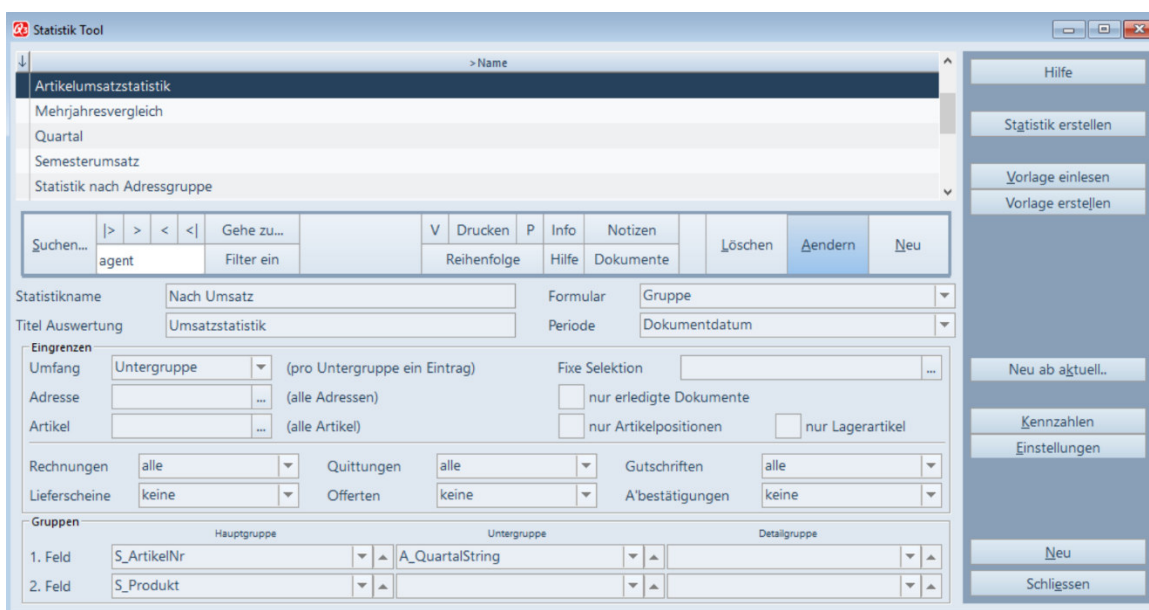 Statistik Tool
>Name
Artikelumsatzstatistik
Mehrjahresvergleich
Quartal
Semesterumsatz
Statistik nach Adressgruppe
Hilfe
Statistik erstellen
Vorlage einlesen
Vorlage erstellen
Suchen... |> > < <| Gehe zu... V Drucken P Info Notizen Löschen Aendern Neu
agent Filter ein Reihenfolge Hilfe Dokumente
Statistikname Nach Umsatz Formular Gruppe
Titel Auswertung Umsatzstatistik Periode Dokumentdatum
Eingrenzen
Umfang Untergruppe (pro Untergruppe ein Eintrag) Fixe Selektion ...
Adresse ... (alle Adressen) nur erledigte Dokumente
Artikel ... (alle Artikel) nur Artikelpositionen nur Lagerartikel
Rechnungen alle Quittungen alle Gutschriften alle
Lieferscheine keine Offerten keine A'bestätigungen keine
Gruppen
Hauptgruppe Untergruppe Detailgruppe
1. Feld S_ArtikelNr A_QuartalString
2. Feld S_Produkt
Neu ab aktuell..
Kennzahlen
Einstellungen
Neu
Schliessen